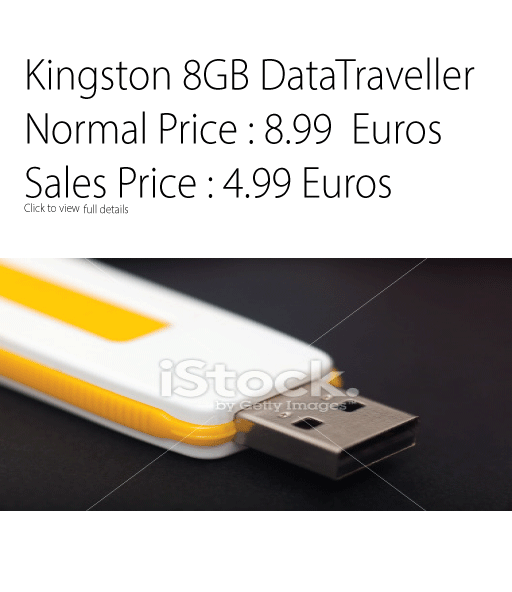 Kingston 8GB DataTraveller
Normal Price : 8.99 Euros
Sales Price : 4.99 Euros
Click to view full details
iStock.
by Getty Images™